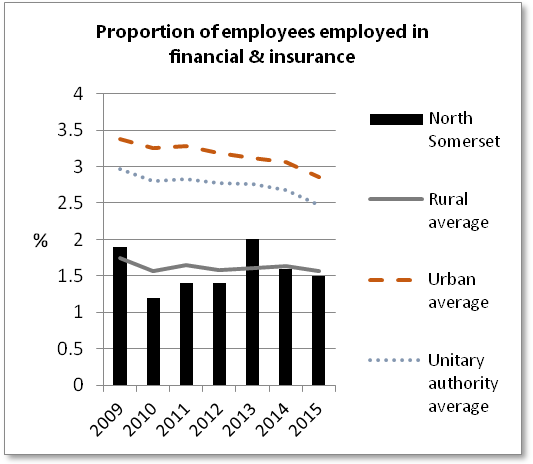 Proportion of employees employed in
financial & insurance
4
3.5
3
2.5
2
1.5
1
0.5
0
%
2009
2010
2011
2012
2013
2014
2015
North
Somerset
Rural
average
Urban
average
Unitary
authority
average